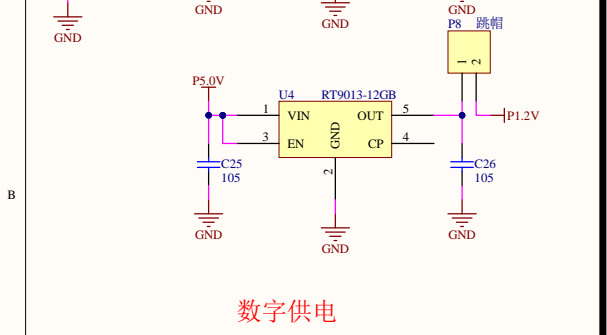 GND GND
GND
P8 跳帽
1 2
P5.0V
U4 RT9013-12GB
1 VIN OUT 5
P1.2V
3 EN GND CP 4
2
C25
105
C26
105
B
GND GND GND
数字供电